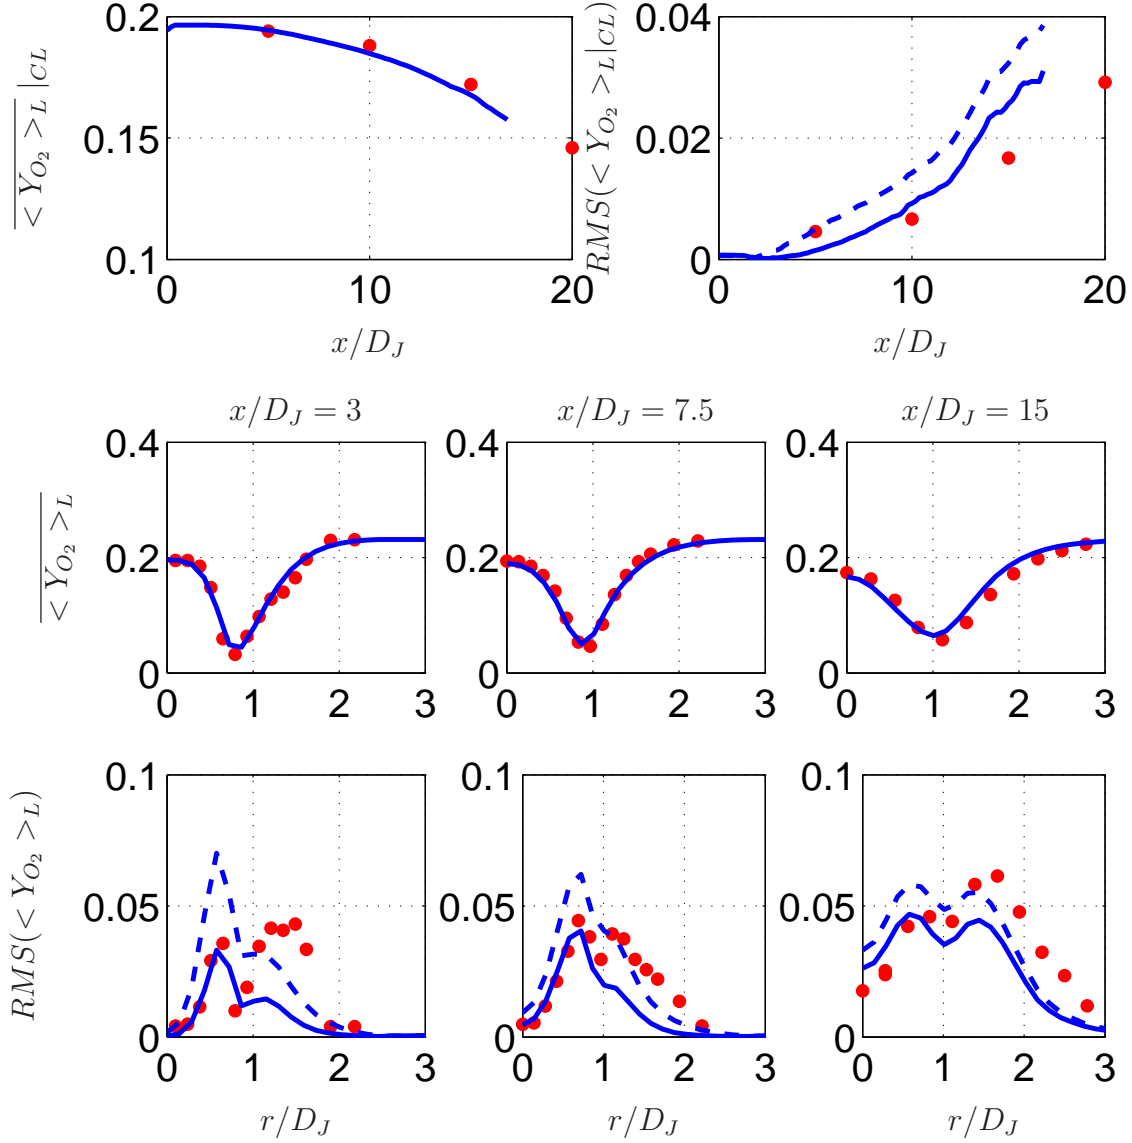 0.2
0.15
0.1
0
10
20
x/D_J
\overline{< Y_{O_2} >_L}|_{CL}
0.04
0.02
0
0
10
20
x/D_J
RMS(< Y_{O_2} >_L|_{CL})
x/D_J = 3
x/D_J = 7.5
x/D_J = 15
\overline{< Y_{O_2} >_L}
0.4
0.2
0
0 1 2 3
0.4
0.2
0
0 1 2 3
0.4
0.2
0
0 1 2 3
RMS(< Y_{O_2} >_L)
0.1
0.05
0
0 1 2 3
r/D_J
0.1
0.05
0
0 1 2 3
r/D_J
0.1
0.05
0
0 1 2 3
r/D_J